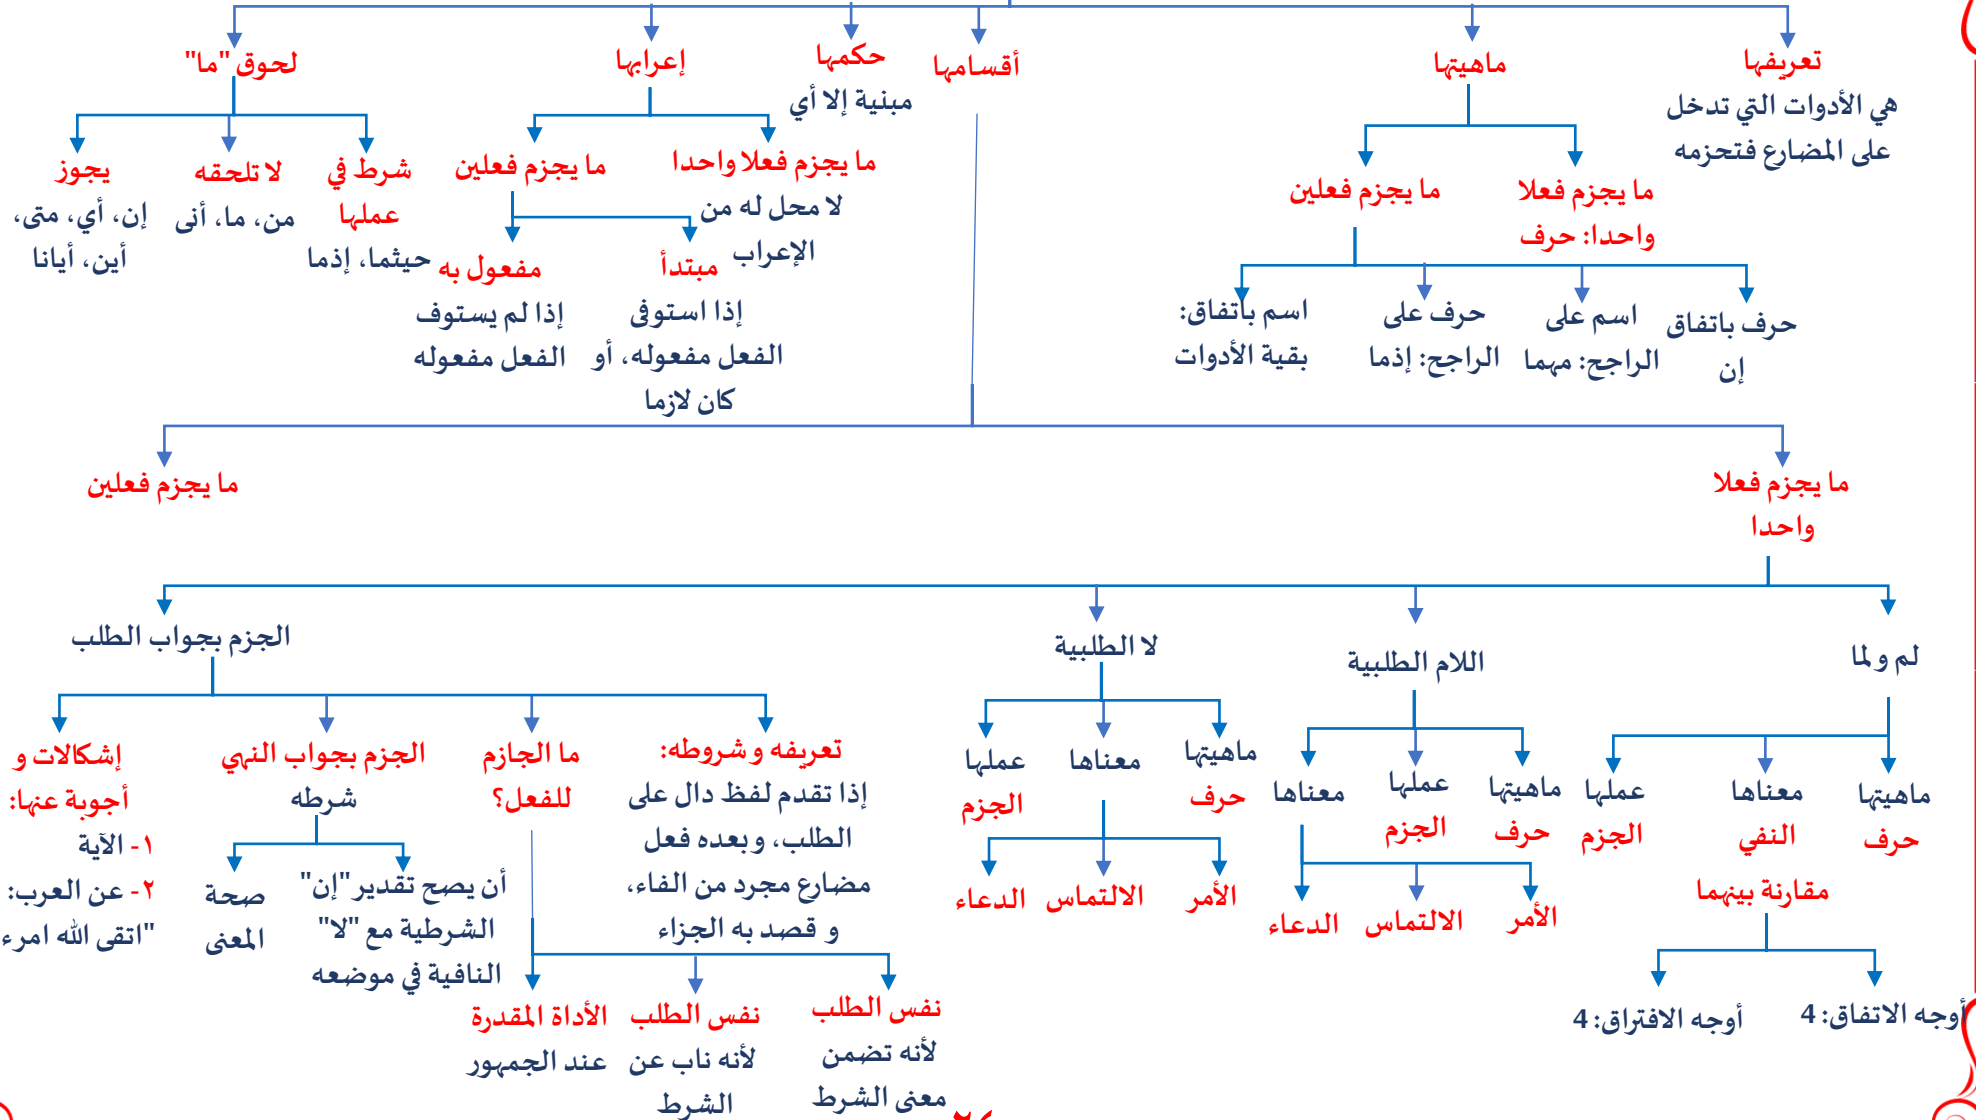 تعريفها
هي الأدوات التي تدخل
على المضارع فتحزمه
ماهيتها
ما يجزم فعلا
واحدا: حرف
ما يجزم فعلين
حرف باتفاق
إن
اسم على
الراجح: مهما
حرف على
الراجح: إذما
اسم باتفاق:
بقية الأدوات
أقسامها
حكمها
مبنية إلا أي
إعرابها
ما يجزم فعلا واحدا
لا محل له من
الإعراب
ما يجزم فعلين
مبتدأ
إذا استوفى
الفعل مفعوله، أو
كان لازما
مفعول به
إذا لم يستوف
الفعل مفعوله
لحوق "ما"
شرط في
عملها
حيثما، إذما
لا تلحقه
من، ما، أنى
يجوز
إن، أي، متى،
أين، أيانا
ما يجزم فعلا
واحدا
ما يجزم فعلين
لم ولما
ماهيتها
حرف
معناها
النفي
عملها
الجزم
مقارنة بينهما
أوجه الاتفاق: 4
أوجه الافتراق: 4
اللام الطلبية
ماهيتها
حرف
عملها
الجزم
معناها
الأمر
الالتماس
الدعاء
لا الطلبية
ماهيتها
حرف
معناها
عملها
الجزم
الأمر
الالتماس
الدعاء
الجزم بجواب الطلب
تعريفه وشروطه:
إذا تقدم لفظ دال على
الطلب، وبعده فعل
مضارع مجرد من الفاء،
و قصد به الجزاء
ما الجازم
للفعل؟
نفس الطلب
لأنه تضمن
معنى الشرط
نفس الطلب
لأنه ناب عن
الشرط
الأداة المقدرة
عند الجمهور
الجزم بجواب النهي
شرطه
أن يصح تقدير "إن"
الشرطية مع "لا"
النافية في موضعه
صحة
المعنى
إشكالات و
أجوبة عنها:
١- الآية
٢- عن العرب:
"اتقى الله امرء